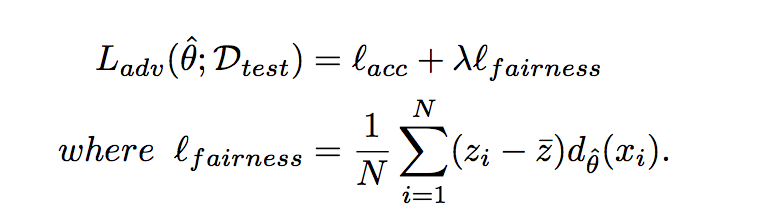 $L_{adv}(\hat{\theta}; \mathcal{D}_{test}) = \ell_{acc} + \lambda \ell_{fairness}$
$where \ \ \ell_{fairness} = \frac{1}{N} \sum_{i=1}^{N} (z_i - \bar{z}) d_{\hat{\theta}}(x_i).$